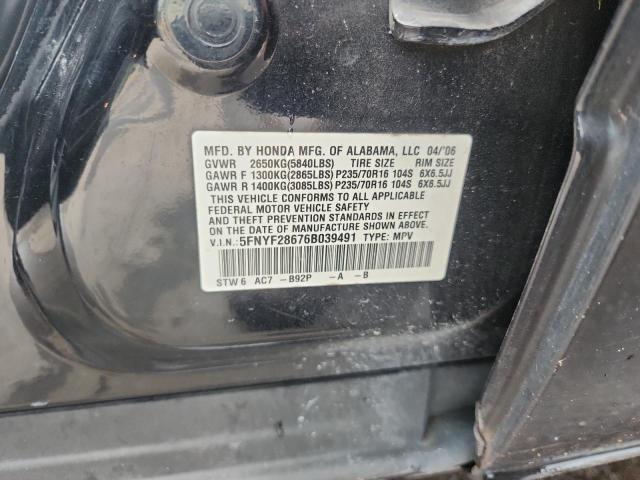 MFD. BY HONDA MFG. OF ALABAMA, LLC 04/'06
GVWR 2650KG(5840LBS) TIRE SIZE RIM SIZE
GAWR F 1300KG(2865LBS) P235/70R16 104S 6X6.5JJ
GAWR R 1400KG(3085LBS) P235/70R16 104S 6X6.5JJ
THIS VEHICLE CONFORMS TO ALL APPLICABLE
FEDERAL MOTOR VEHICLE SAFETY
AND THEFT PREVENTION STANDARDS IN EFFECT
ON THE DATE OF MANUFACTURE SHOWN ABOVE.
V.I.N.: 5FNYF28676B039491 TYPE: MPV
STW6 AC7 -B92P -A -B